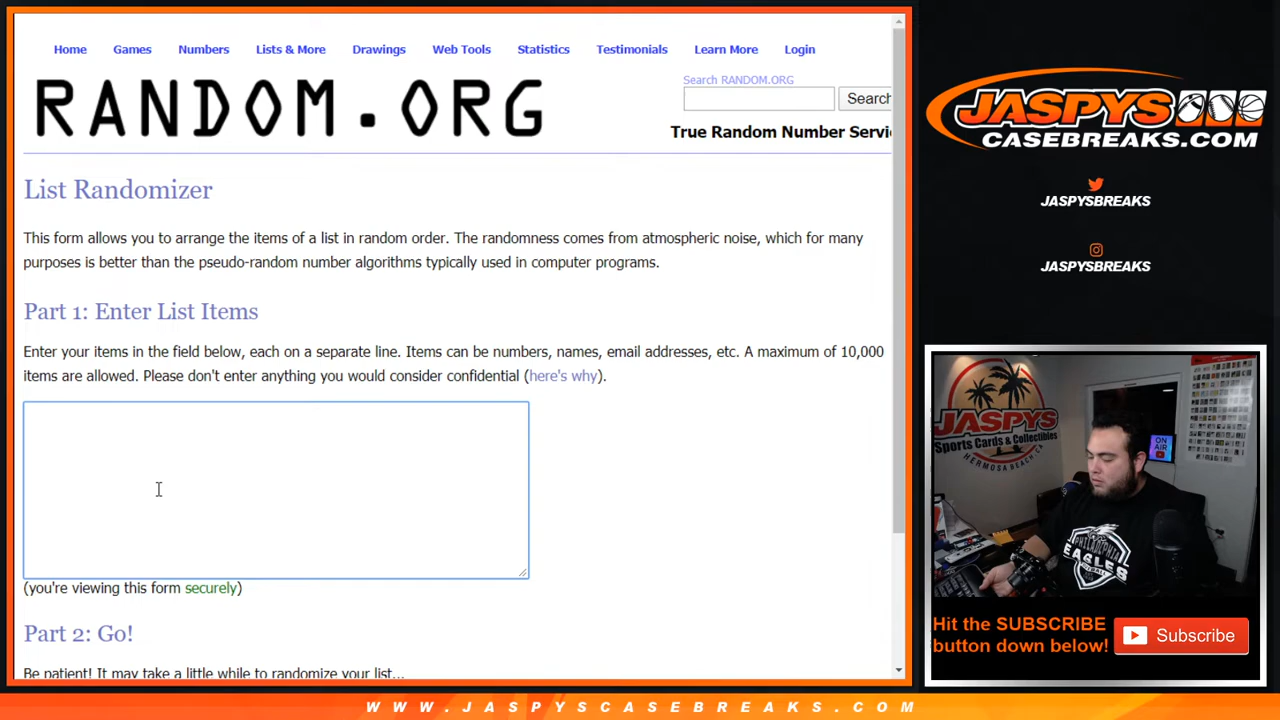 Home Games Numbers Lists & More Drawings Web Tools Statistics Testimonials Learn More Login
RANDOM.ORG
Search RANDOM.ORG
Search
True Random Number Servi
List Randomizer
This form allows you to arrange the items of a list in random order. The randomness comes from atmospheric noise, which for many
purposes is better than the pseudo-random number algorithms typically used in computer programs.
Part 1: Enter List Items
Enter your items in the field below, each on a separate line. Items can be numbers, names, email addresses, etc. A maximum of 10,000
items are allowed. Please don't enter anything you would consider confidential (here's why).
(you're viewing this form securely)
Part 2: Go!
Be patient! It may take a little while to randomize your list...
JASPYS
CASEBREAKS.COM
JASPYSBREAKS
JASPYSBREAKS
JASPYS
Sports Cards & Collectibles
HERMOSA BEACH, CA
ON
AIR
PHILADELPHIA
EAGLES
FOOTBALL
Hit the SUBSCRIBE
button down below!
Subscribe
WWW.JASPYSCASEBREAKS.COM